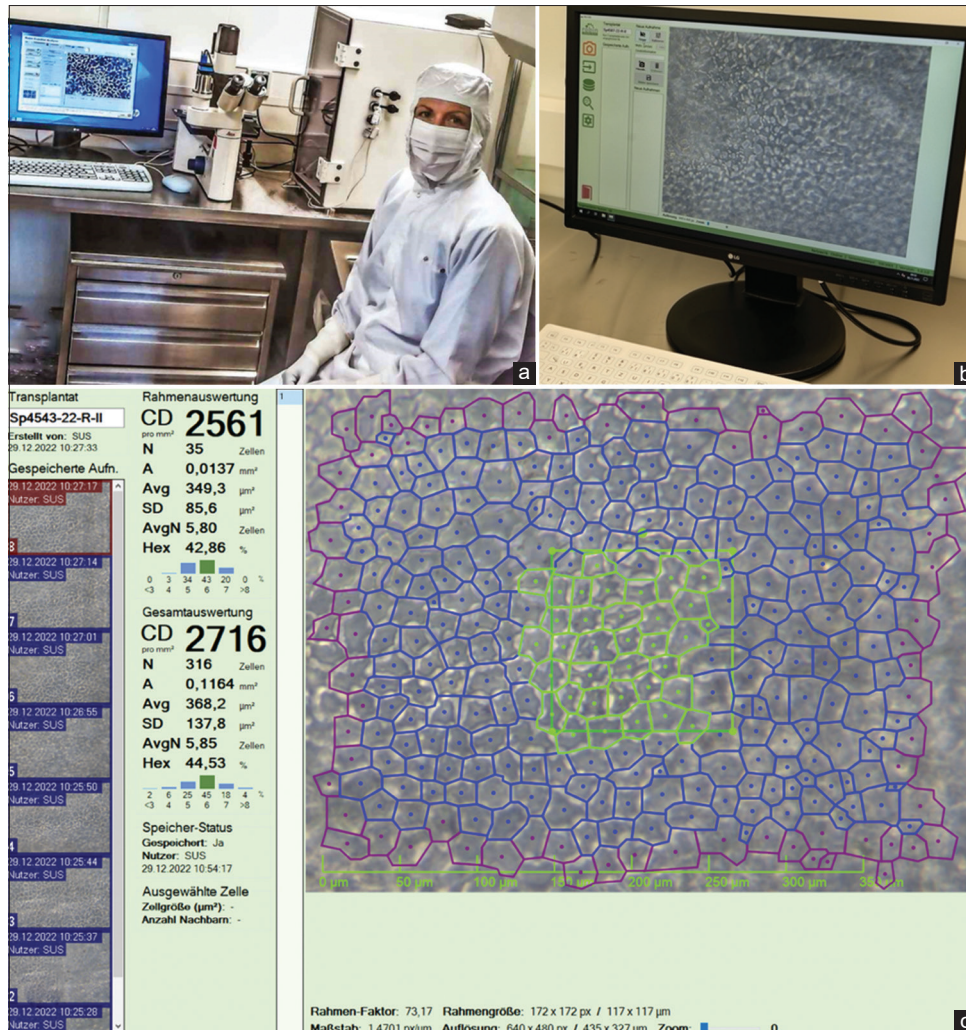 a
b
LG
Transplantat
Sp4543-22-R-II
Erstellt von: SUS
29.12.2022 10:27:33
Gespeicherte Aufn.
29.12.2022 10:27:17
Nutzer: SUS
8
29.12.2022 10:27:14
Nutzer: SUS
7
29.12.2022 10:27:01
Nutzer: SUS
6
29.12.2022 10:26:55
Nutzer: SUS
5
29.12.2022 10:25:50
Nutzer: SUS
4
29.12.2022 10:25:44
Nutzer: SUS
3
29.12.2022 10:25:37
Nutzer: SUS
2
29.12.2022 10:25:28
Nutzer: SUS
Rahmenauswertung
CD 2561
pro mm²
N 35 Zellen
A 0,0137 mm²
Avg 349,3 µm²
SD 85,6 µm²
AvgN 5,80 Zellen
Hex 42,86 %
0 3 34 43 20 0 %
<3 4 5 6 7 >8
Gesamtauswertung
CD 2716
pro mm²
N 316 Zellen
A 0,1164 mm²
Avg 368,2 µm²
SD 137,8 µm²
AvgN 5,85 Zellen
Hex 44,53 %
2 6 25 45 18 4 %
<3 4 5 6 7 >8
Speicher-Status
Gespeichert: Ja
Nutzer: SUS
29.12.2022 10:54:17
Ausgewählte Zelle
Zellgröße (µm²): -
Anzahl Nachbarn: -
1
0 µm 50 µm 100 µm 150 µm 200 µm 250 µm 300 µm
Rahmen-Faktor: 73,17 Rahmengröße: 172 x 172 px / 117 x 117 µm
Maßstab: 1,4701 px/µm Auflösung: 640 x 480 px / 435 x 327 µm Zoom: 0